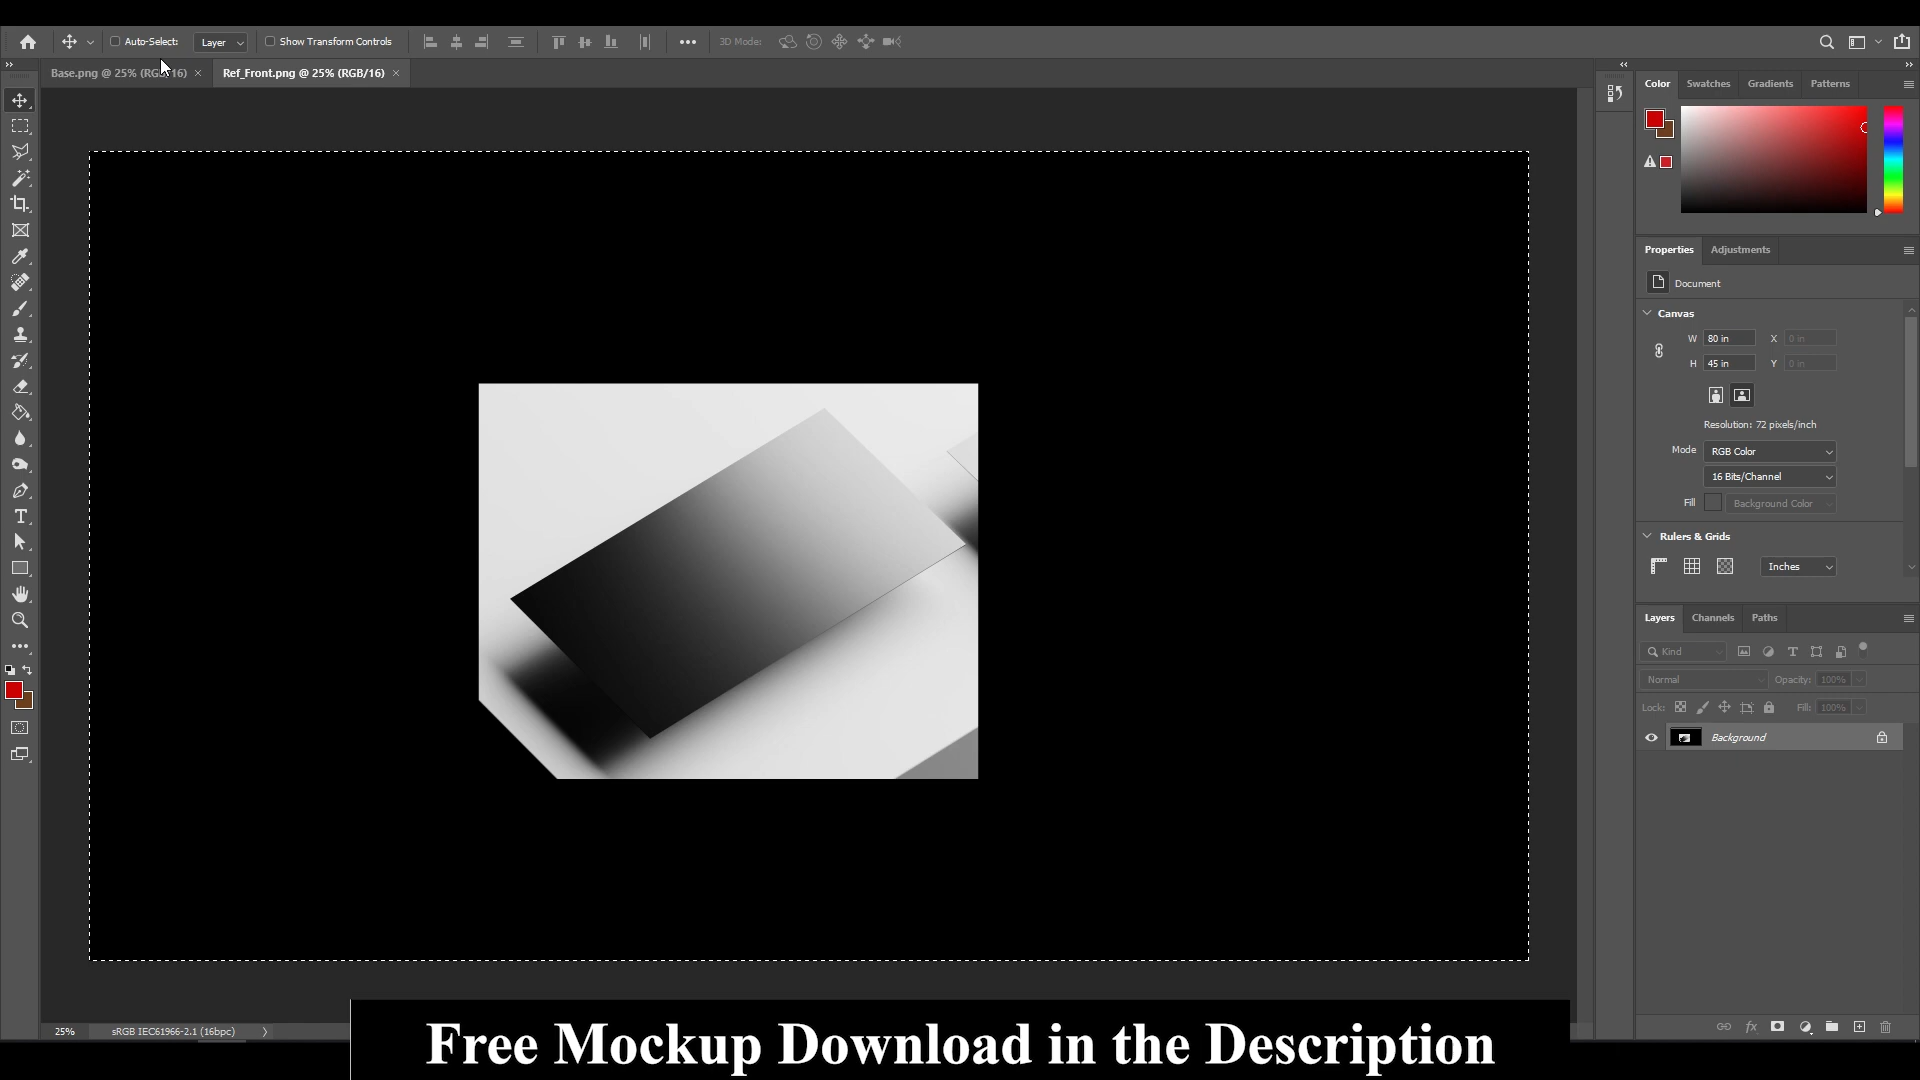 Auto-Select:
Layer
Show Transform Controls
3D Mode:
Base.png @ 25% (RGB/16)
Ref_Front.png @ 25% (RGB/16)
Color
Swatches
Gradients
Patterns
Properties
Adjustments
Document
Canvas
W 80 in X 0 in
H 45 in Y 0 in
Resolution: 72 pixels/inch
Mode RGB Color
16 Bits/Channel
Fill Background Color
Rulers & Grids
Inches
Layers
Channels
Paths
Kind
Normal
Opacity: 100%
Lock:
Fill: 100%
Background
25%
sRGB IEC61966-2.1 (16bpc)
Free Mockup Download in the Description